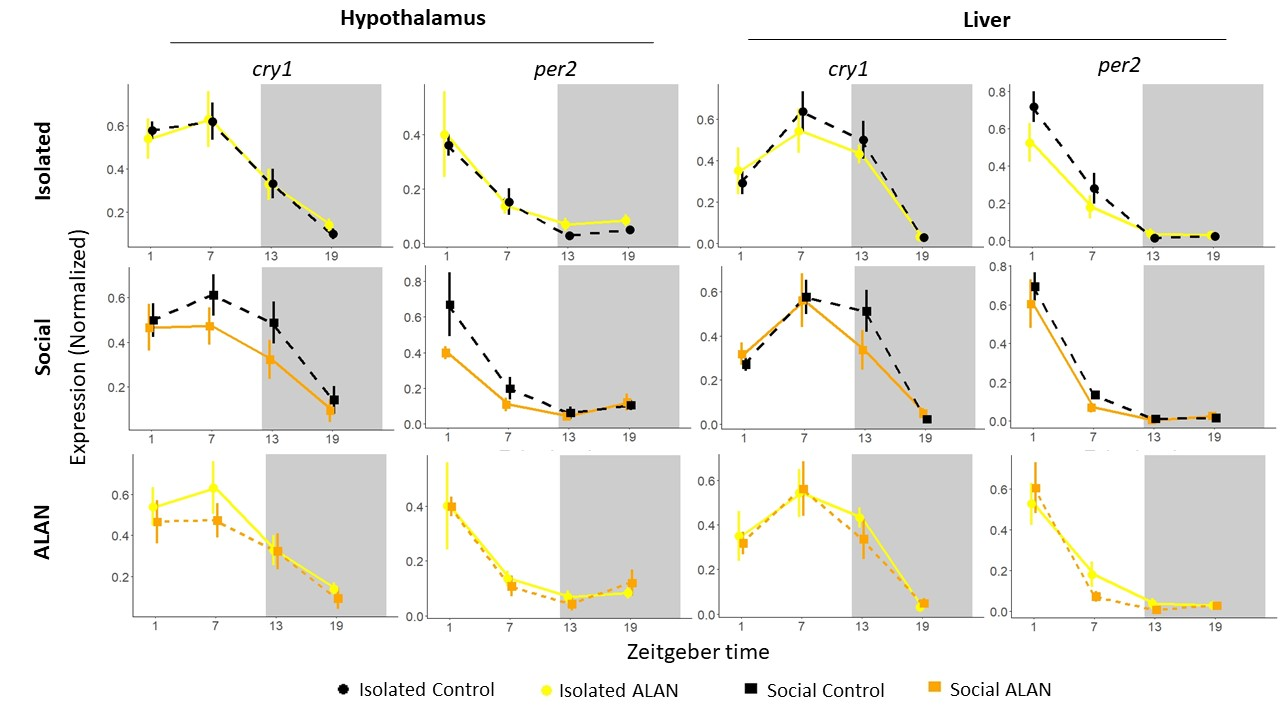 Hypothalamus
Liver
cry1
per2
cry1
per2
Isolated
0.6
0.4
0.2
1 7 13 19
0.4
0.2
0.0
1 7 13 19
0.6
0.4
0.2
0.0
1 7 13 19
0.8
0.6
0.4
0.2
0.0
1 7 13 19
Expression (Normalized)
Social
0.6
0.4
0.2
1 7 13 19
0.8
0.6
0.4
0.2
0.0
1 7 13 19
0.6
0.4
0.2
0.0
1 7 13 19
0.8
0.6
0.4
0.2
0.0
1 7 13 19
ALAN
0.6
0.4
0.2
1 7 13 19
0.4
0.2
0.0
1 7 13 19
0.6
0.4
0.2
0.0
1 7 13 19
0.6
0.4
0.2
0.0
1 7 13 19
Zeitgeber time
Isolated Control
Isolated ALAN
Social Control
Social ALAN